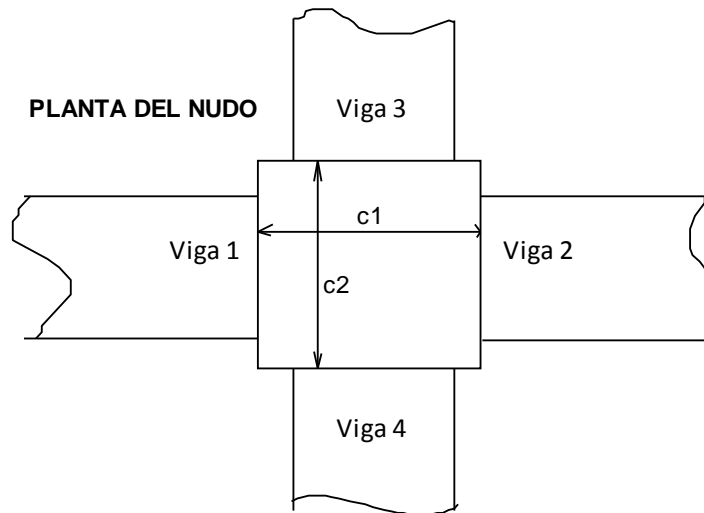 PLANTA DEL NUDO
Viga 3
c1
Viga 1
Viga 2
c2
Viga 4